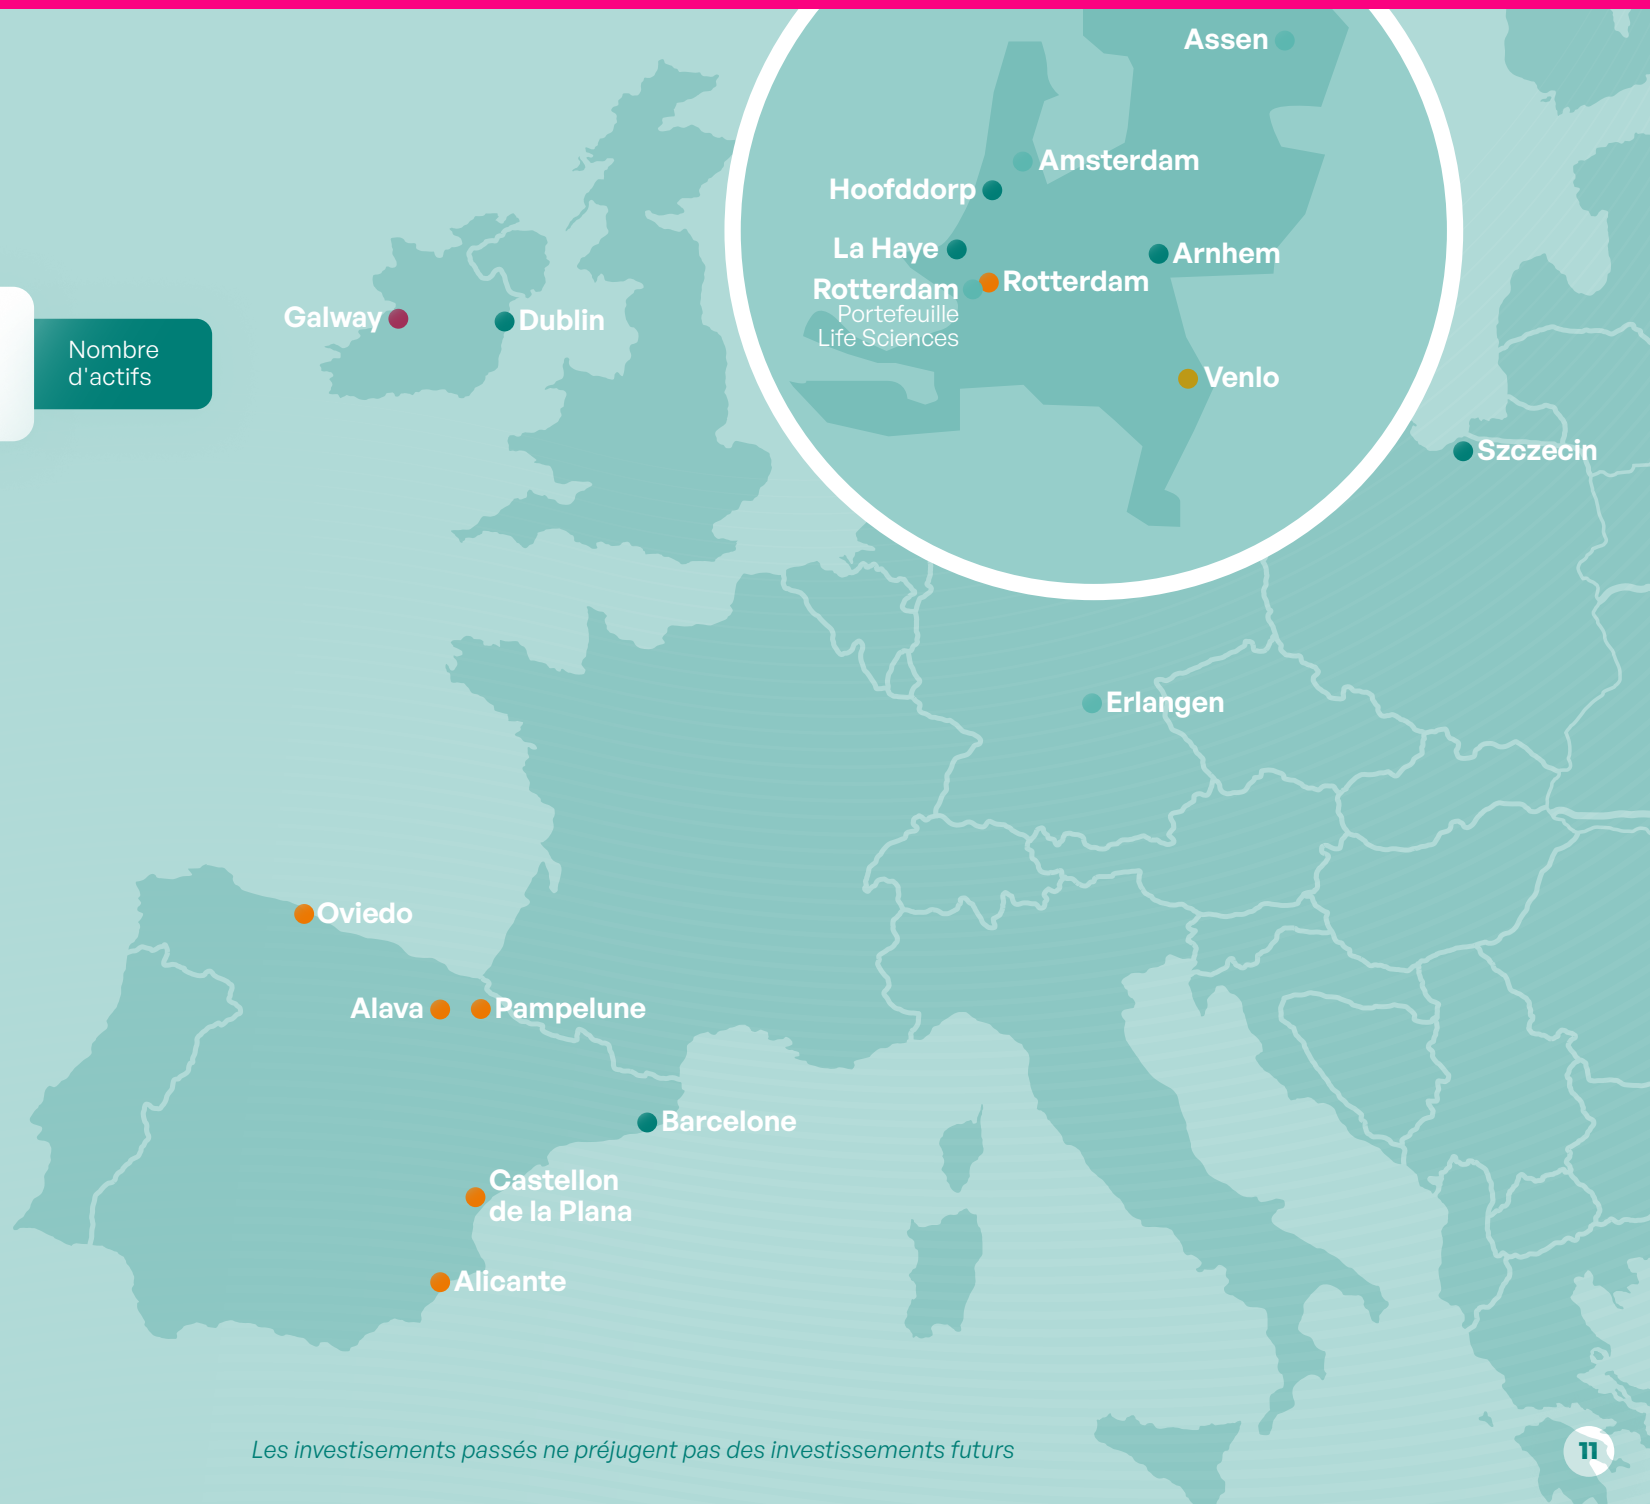 Assen
Amsterdam
Hoofddorp
La Haye
Arnhem
Rotterdam
Rotterdam
Portefeuille
Life Sciences
Galway
Dublin
Nombre
d'actifs
Venlo
Szczecin
Erlangen
Oviedo
Alava
Pampelune
Barcelone
Castellon
de la Plana
Alicante
Les investisements passés ne préjugent pas des investissements futurs
11